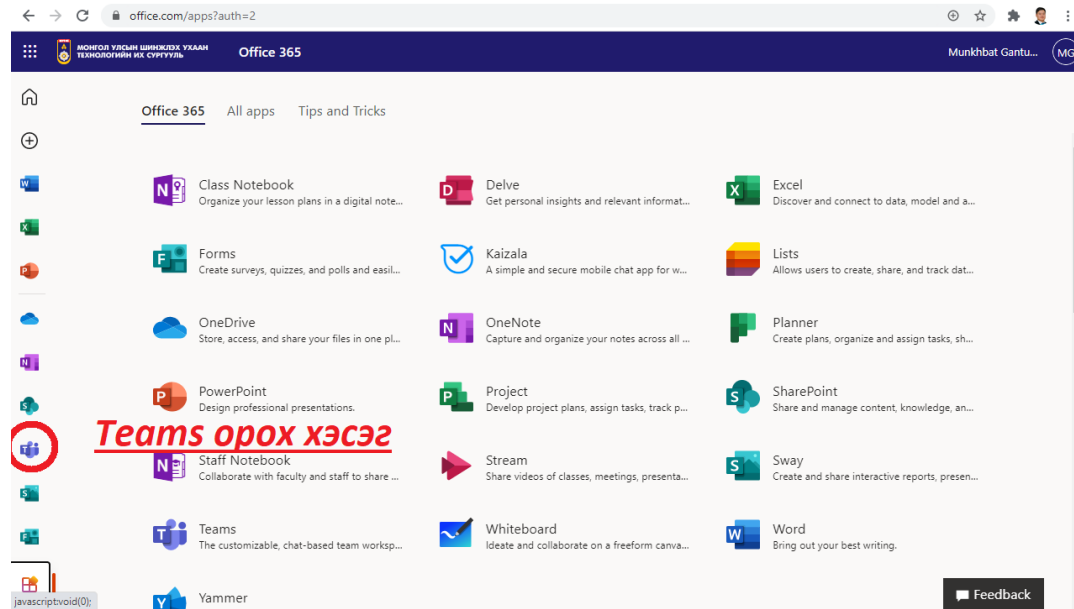 office.com/apps?auth=2
МОНГОЛ УЛСЫН ШИНЖЛЭХ УХААН
ТЕХНОЛОГИЙН ИХ СУРГУУЛЬ
Office 365
Munkhbat Gantu...
MG
Office 365 All apps Tips and Tricks
Class Notebook
Organize your lesson plans in a digital note...
Delve
Get personal insights and relevant informat...
Excel
Discover and connect to data, model and a...
Forms
Create surveys, quizzes, and polls and easil...
Kaizala
A simple and secure mobile chat app for w...
Lists
Allows users to create, share, and track dat...
OneDrive
Store, access, and share your files in one pl...
OneNote
Capture and organize your notes across all ...
Planner
Create plans, organize and assign tasks, sh...
PowerPoint
Design professional presentations.
Project
Develop project plans, assign tasks, track p...
SharePoint
Share and manage content, knowledge, an...
Teams орох хэсэг
Staff Notebook
Collaborate with faculty and staff to share ...
Stream
Share videos of classes, meetings, presenta...
Sway
Create and share interactive reports, presen...
Teams
The customizable, chat-based team worksp...
Whiteboard
Ideate and collaborate on a freeform canva...
Word
Bring out your best writing.
Yammer
javascript:void(0);
Feedback